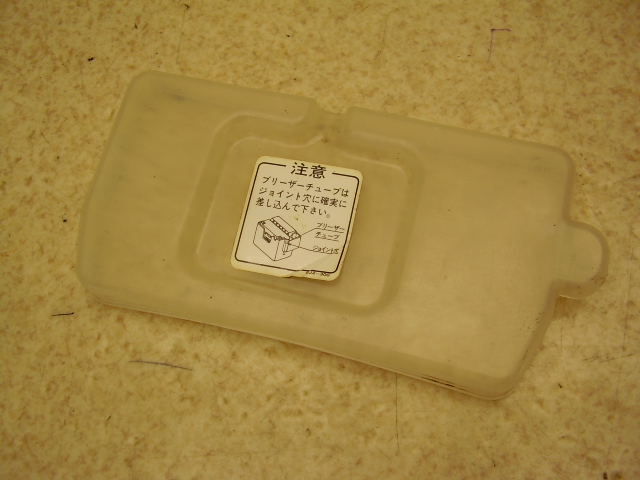 注意
ブリーザーチューブは
ジョイント穴に確実に
差し込んで下さい。
ブリーザー
チューブ
ジョイント穴